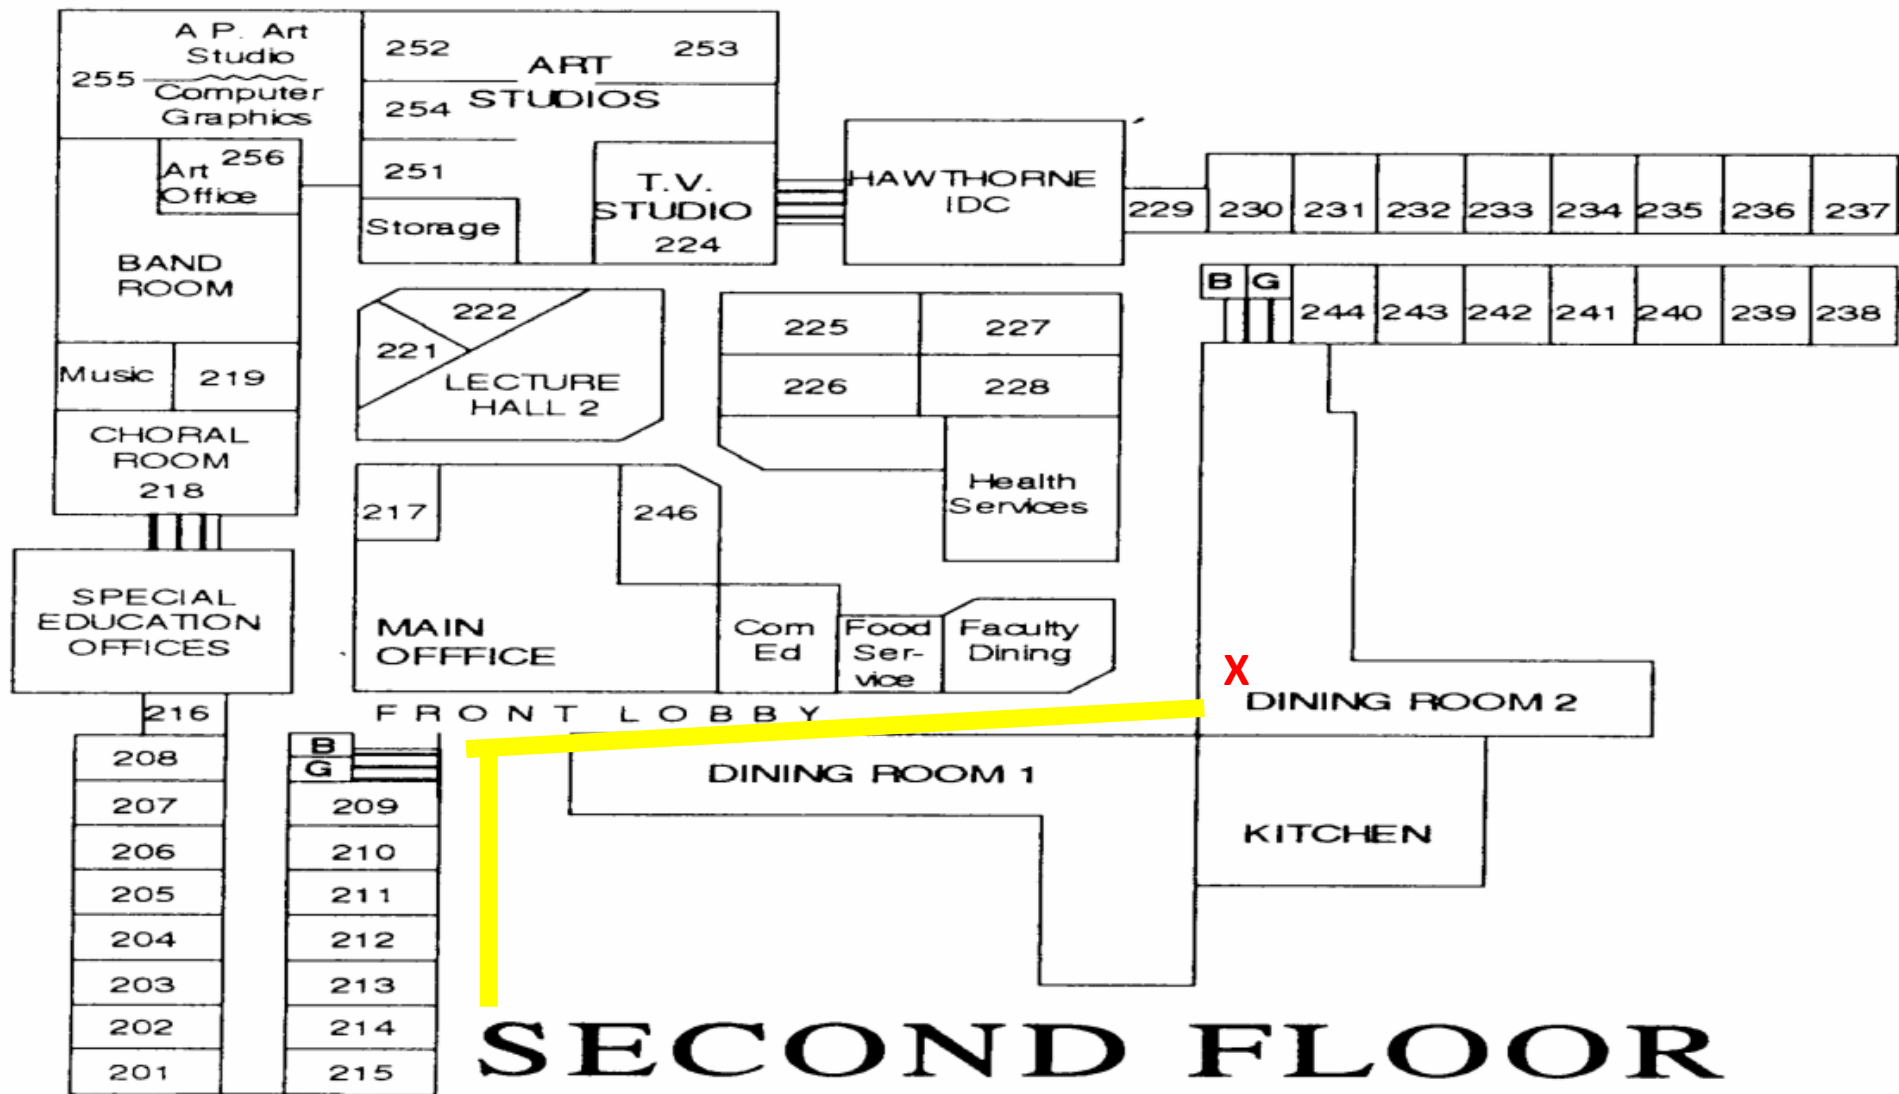 A P. Art
Studio
255
Computer
Graphics
252
ART
253
STUDIOS
254
251
Storage
T.V.
STUDIO
224
Art 256
Office
BAND
ROOM
Music
219
CHORAL
ROOM
218
HAWTHORNE
IDC
229 230 231 232 233 234 235 236 237
B G
244 243 242 241 240 239 238
222
221
LECTURE
HALL 2
225
227
226
228
Health
Services
217
246
MAIN
OFFFICE
Com
Ed
Food
Ser-
vice
Faculty
Dining
SPECIAL
EDUCATION
OFFICES
216
FRONT LOBBY
X
DINING ROOM 2
DINING ROOM 1
KITCHEN
B
G
208
207
206
205
204
203
202
201
209
210
211
212
213
214
215
SECOND FLOOR